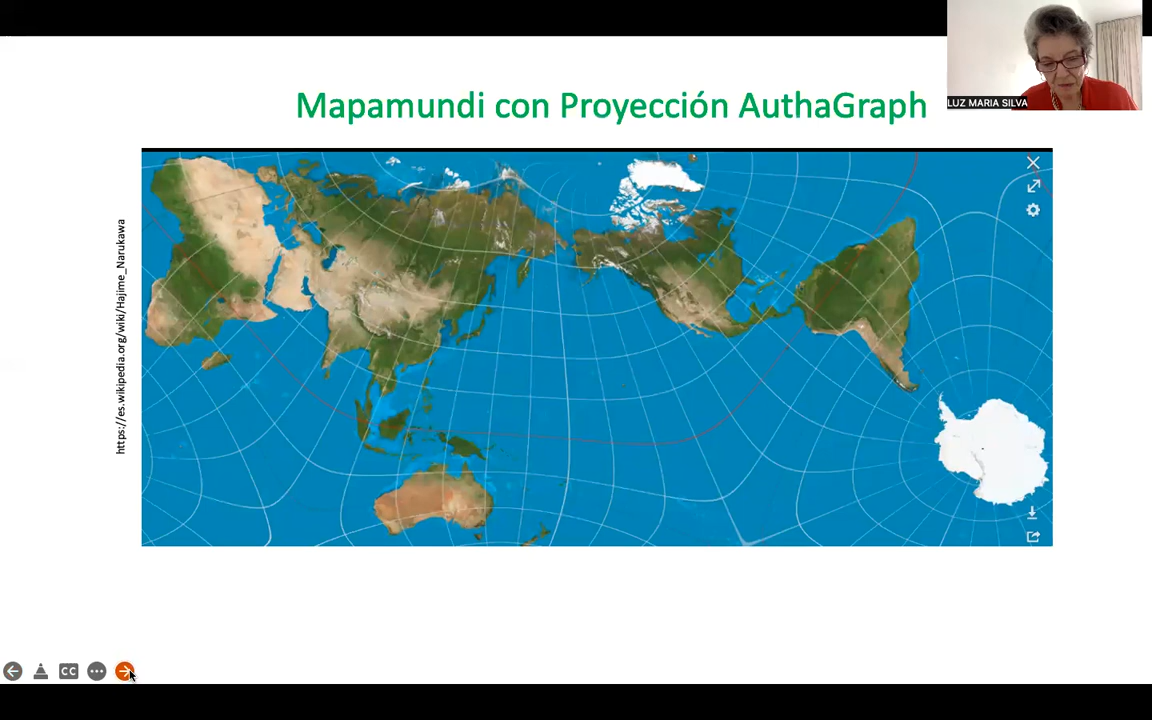 Mapamundi con Proyección AuthaGraph
LUZ MARIA SILVA
https://es.wikipedia.org/wiki/Hajime_Narukawa
CC